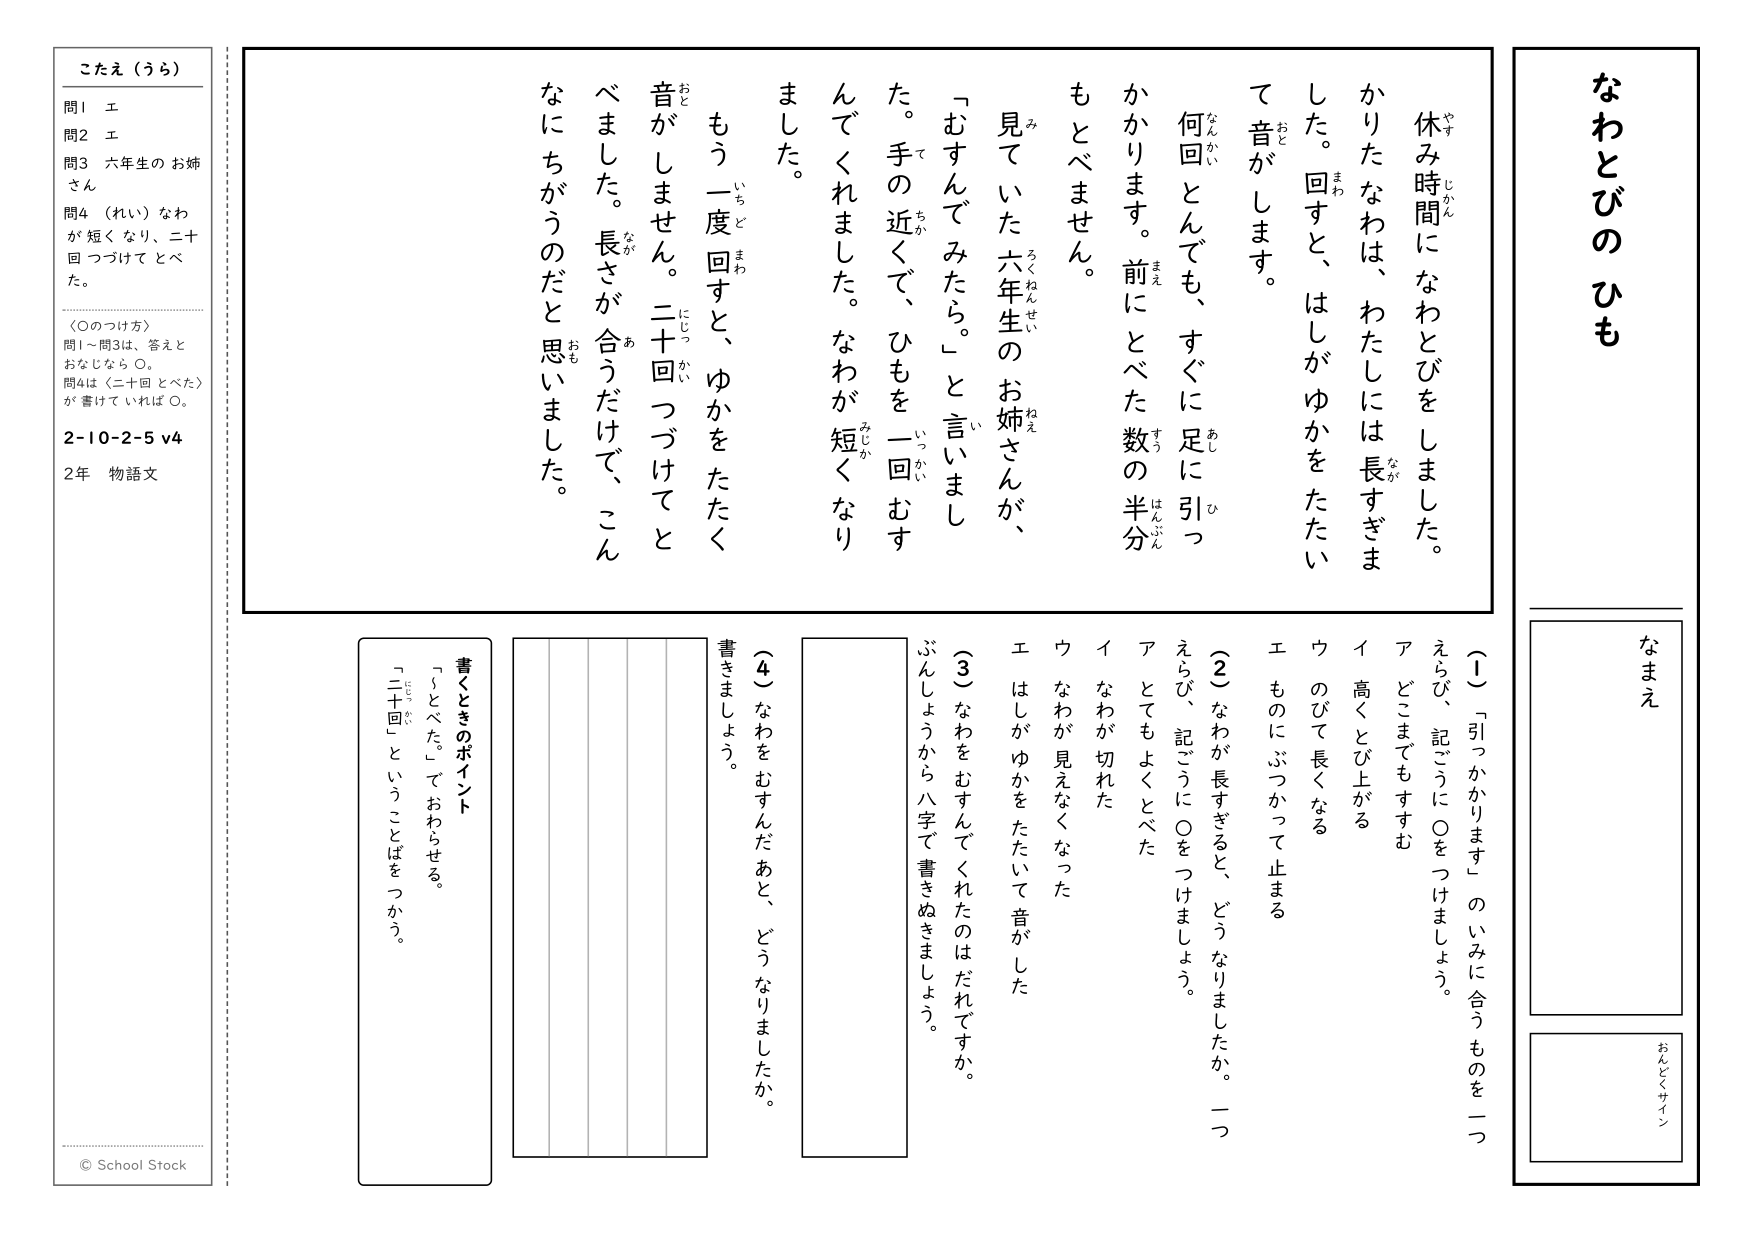 なわとびの ひも
なまえ
おんどくサイン
休み時間に なわとびを しました。
かりた なわは、わたしには 長すぎま
した。回すと、はしが ゆかを たたい
て 音が します。
何回 とんでも、すぐに 足に 引っ
かかります。前に とべた 数の 半分
も とべません。
見て いた 六年生の お姉さんが、
「むすんで みたら。」と 言いまし
た。手の 近くで、ひもを 一回 むす
んで くれました。なわが 短く なり
ました。
もう 一度 回すと、ゆかを たたく
音が しません。二十回 つづけて と
べました。長さが 合うだけで、こん
なに ちがうのだと 思いました。
(1)「引っかかります」の いみに 合う ものを 一つ
えらび、記ごうに ○を つけましょう。
ア どこまでも すすむ
イ 高く とび上がる
ウ のびて 長く なる
エ ものに ぶつかって 止まる
(2) なわが 長すぎると、どう なりましたか。一つ
えらび、記ごうに ○を つけましょう。
ア とても よく とべた
イ なわが 切れた
ウ なわが 見えなく なった
エ はしが ゆかを たたいて 音が した
(3) なわを むすんで くれたのは だれですか。
ぶんしょうから 八字で 書きぬきましょう。
(4) なわを むすんだ あと、どう なりましたか。
書きましょう。
書くときのポイント
「〜とべた。」で おわらせる。
「二十回」と いう ことばを つかう。
こたえ（うら）
問1 エ
問2 エ
問3 六年生の お姉
さん
問4 （れい）なわ
が 短く なり、二十
回 つづけて とべ
た。
〈○のつけ方〉
問1〜問3は、答えと
おなじなら ○。
問4は〈二十回 とべた〉
が 書けて いれば ○。
2-10-2-5 v4
2年 物語文
© School Stock